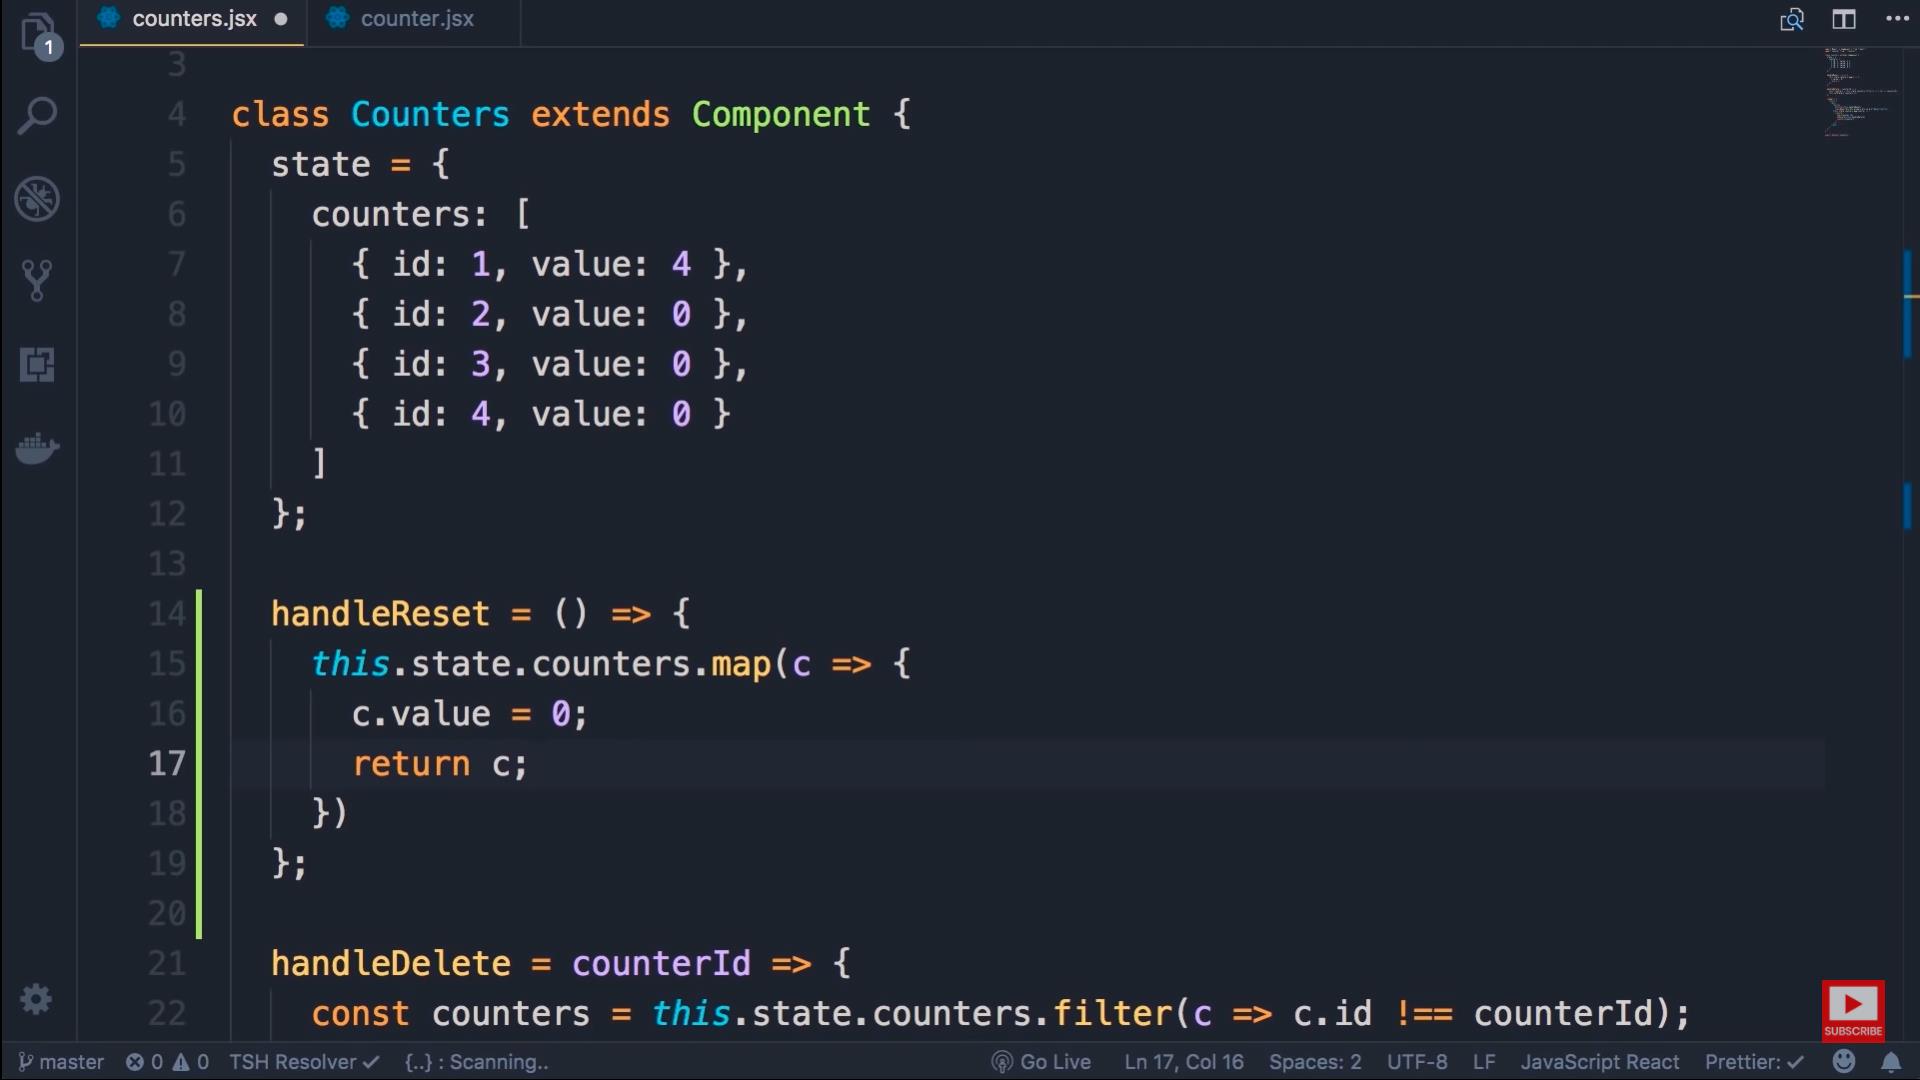 1
counters.jsx
counter.jsx
3
4 class Counters extends Component {
5 state = {
6 counters: [
7 { id: 1, value: 4 },
8 { id: 2, value: 0 },
9 { id: 3, value: 0 },
10 { id: 4, value: 0 }
11 ]
12 };
13
14 handleReset = () => {
15 this.state.counters.map(c => {
16 c.value = 0;
17 return c;
18 })
19 };
20
21 handleDelete = counterId => {
22 const counters = this.state.counters.filter(c => c.id !== counterId);
SUBSCRIBE
master 0 0 TSH Resolver ✓ {..} : Scanning.. Go Live Ln 17, Col 16 Spaces: 2 UTF-8 LF JavaScript React Prettier: ✓